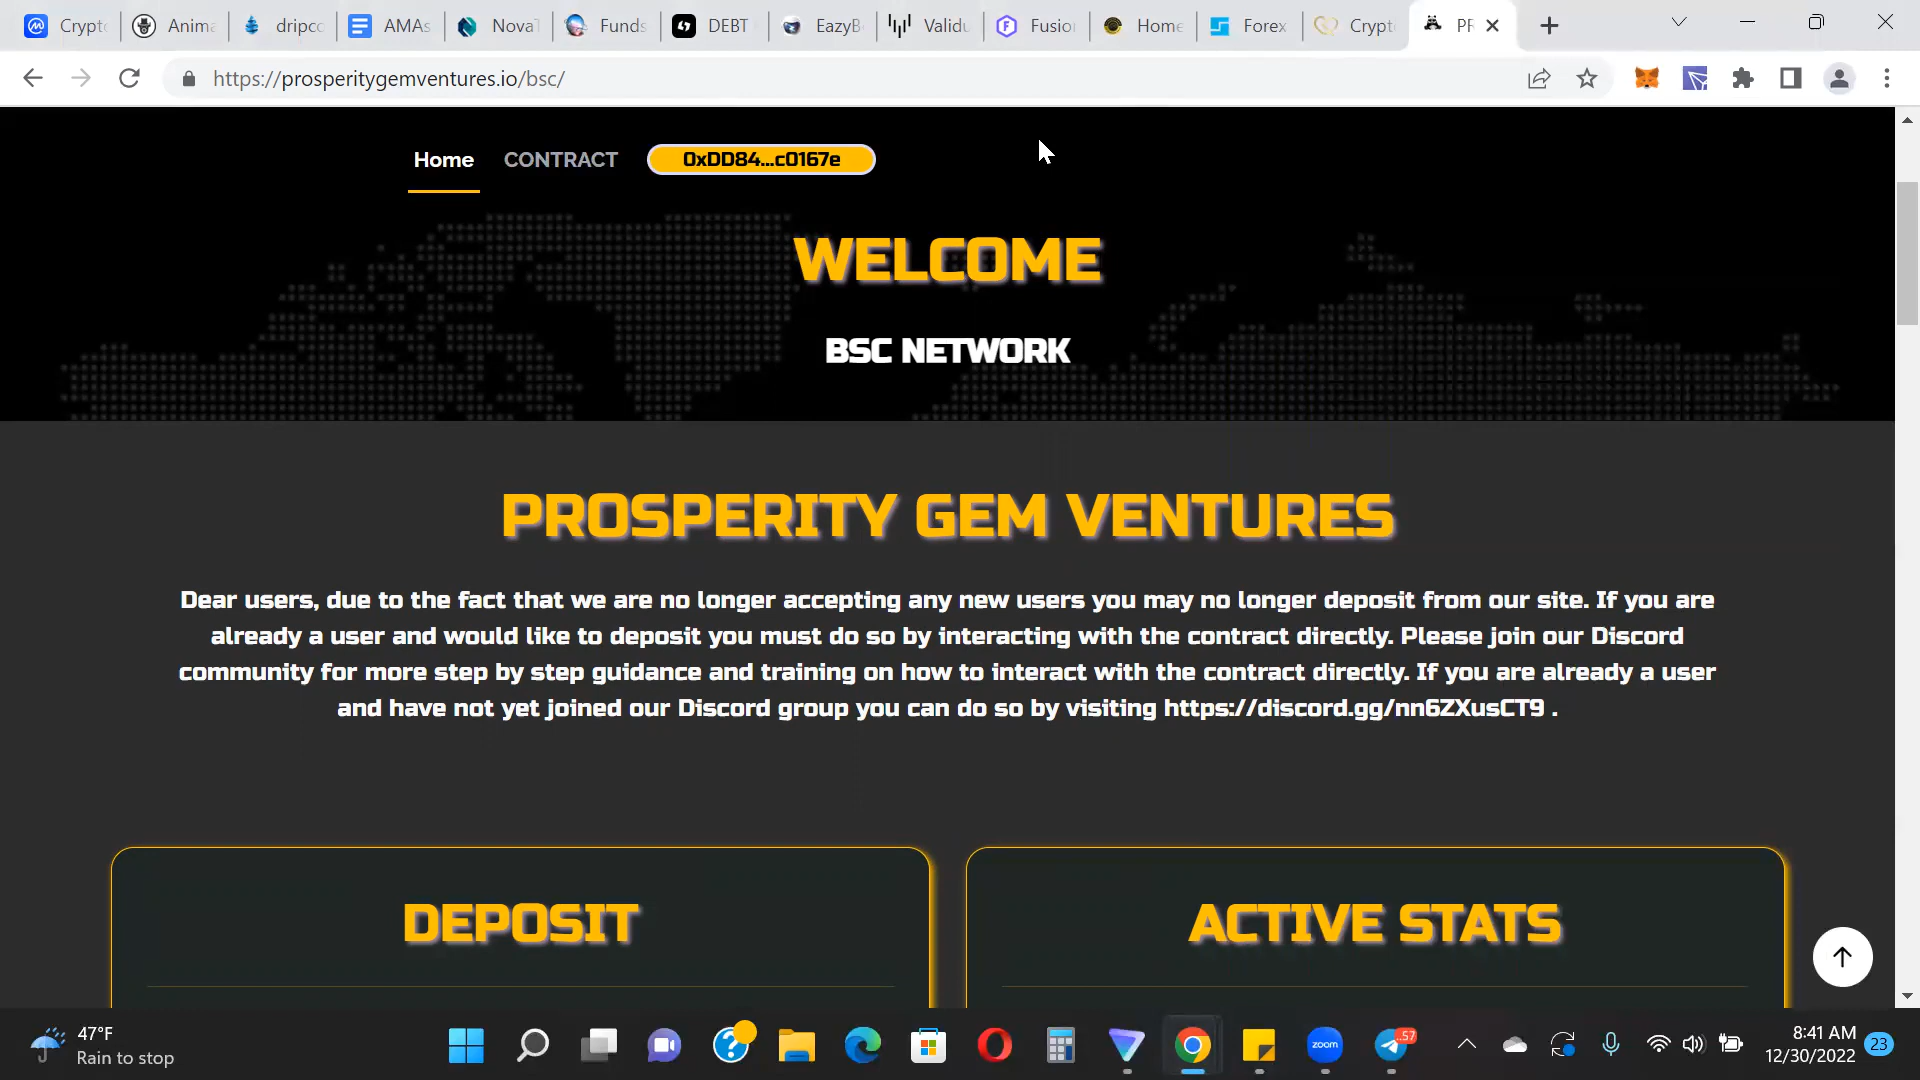 Crypto
Anima
dripco
AMAs
NovaT
Funds
DEBT
EazyB
Valid
Fusion
Home
Forex
Crypt
PR
https://prosperitygemventures.io/bsc/
Home
CONTRACT
0xDD84...c0167e
WELCOME
BSC NETWORK
PROSPERITY GEM VENTURES
Dear users, due to the fact that we are no longer accepting any new users you may no longer deposit from our site. If you are
already a user and would like to deposit you must do so by interacting with the contract directly. Please join our Discord
community for more step by step guidance and training on how to interact with the contract directly. If you are already a user
and have not yet joined our Discord group you can do so by visiting https://discord.gg/nn6ZXusCT9 .
DEPOSIT
ACTIVE STATS
47°F
Rain to stop
zoom
..57
8:41 AM
12/30/2022
23